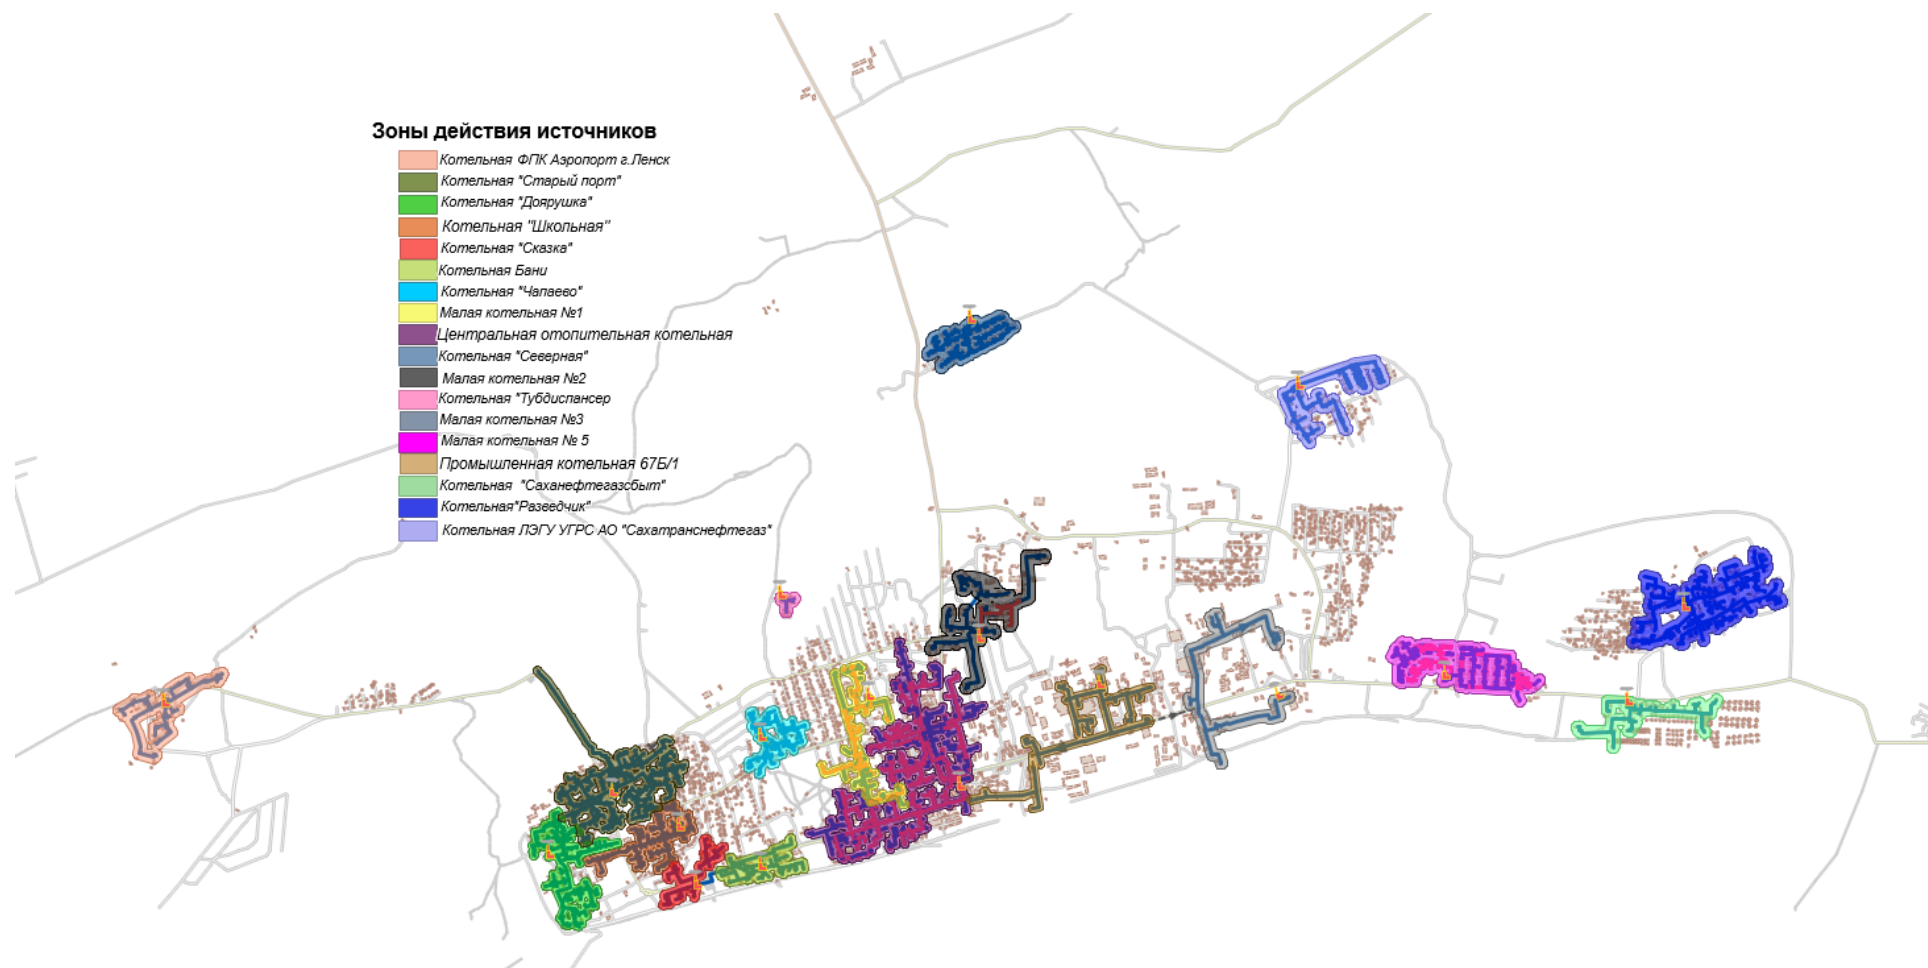 Зоны действия источников
Котельная ФПК Аэропорт г.Ленск
Котельная "Старый порт"
Котельная "Доярушка"
Котельная "Школьная"
Котельная "Сказка"
Котельная Бани
Котельная "Чапаево"
Малая котельная №1
Центральная отопительная котельная
Котельная "Северная"
Малая котельная №2
Котельная "Тубдиспансер
Малая котельная №3
Малая котельная № 5
Промышленная котельная 67Б/1
Котельная "Саханефтегазсбыт"
Котельная"Разведчик"
Котельная ЛЭГУ УГРС АО "Сахатранснефтегаз"